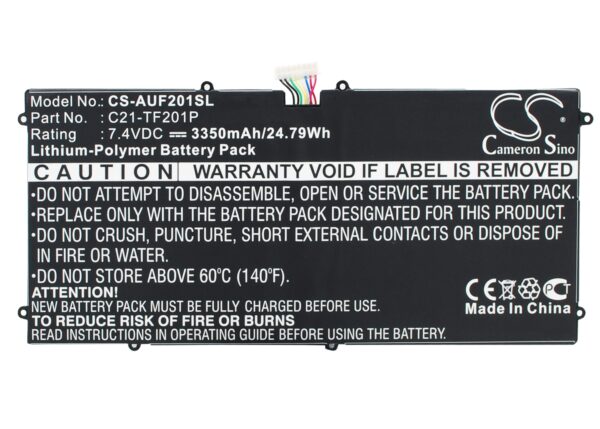 Model No.: CS-AUF201SL
Part No. : C21-TF201P
Rating : 7.4VDC ⎓ 3350mAh/24.79Wh
Lithium-Polymer Battery Pack
CS
Cameron Sino
CAUTION WARRANTY VOID IF LABEL IS REMOVED
•DO NOT ATTEMPT TO DISASSEMBLE, OPEN OR SERVICE THE BATTERY PACK.
•REPLACE ONLY WITH THE BATTERY PACK DESIGNATED FOR THIS PRODUCT.
•DO NOT CRUSH, PUNCTURE, SHORT EXTERNAL CONTACTS OR DISPOSE OF
IN FIRE OR WATER.
•DO NOT STORE ABOVE 60°C (140°F).
ATTENTION!
NEW BATTERY PACK MUST BE FULLY CHARGED BEFORE USE
TO REDUCE RISK OF FIRE OR BURNS
READ INSTRUCTIONS IN OPERATING GUIDE BEFORE USING BATTERY
CE PCT
Made In China